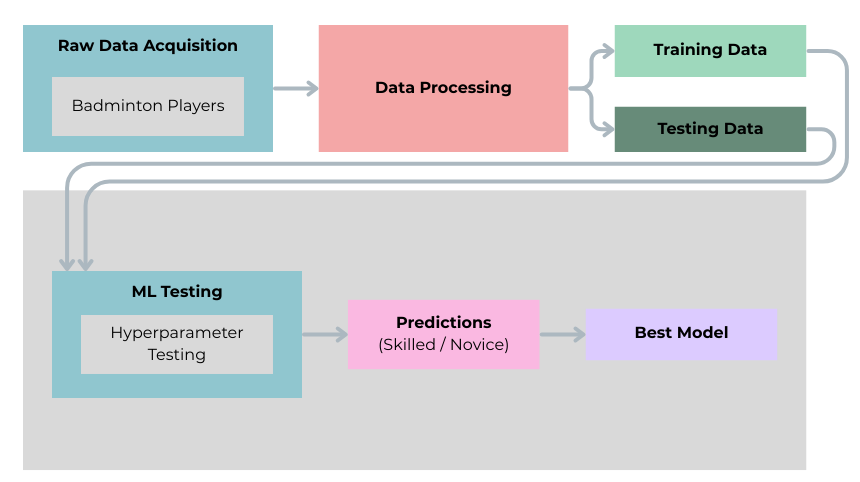 Raw Data Acquisition
Badminton Players
Data Processing
Training Data
Testing Data
ML Testing
Hyperparameter
Testing
Predictions
(Skilled / Novice)
Best Model